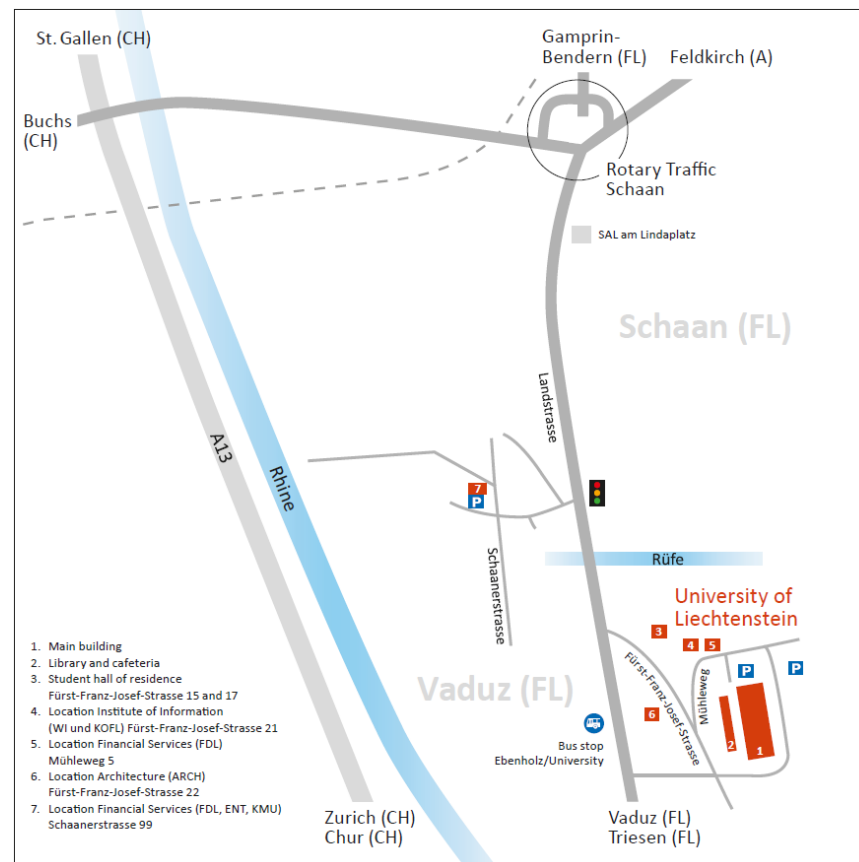 St. Gallen (CH)
Gamprin-
Bendern (FL)
Feldkirch (A)
Buchs
(CH)
Rotary Traffic
Schaan
SAL am Lindaplatz
Schaan (FL)
Landstrasse
A13
Rhine
7
P
Schaanerstrasse
Rüfe
University of
Liechtenstein
3
4
5
P
P
Fürst-Franz-Josef-Strasse
Mühleweg
6
2
1
Vaduz (FL)
Bus stop
Ebenholz/University
1. Main building
2. Library and cafeteria
3. Student hall of residence
Fürst-Franz-Josef-Strasse 15 and 17
4. Location Institute of Information
(WI und KOFL) Fürst-Franz-Josef-Strasse 21
5. Location Financial Services (FDL)
Mühleweg 5
6. Location Architecture (ARCH)
Fürst-Franz-Josef-Strasse 22
7. Location Financial Services (FDL, ENT, KMU)
Schaanerstrasse 99
Zurich (CH)
Chur (CH)
Vaduz (FL)
Triesen (FL)